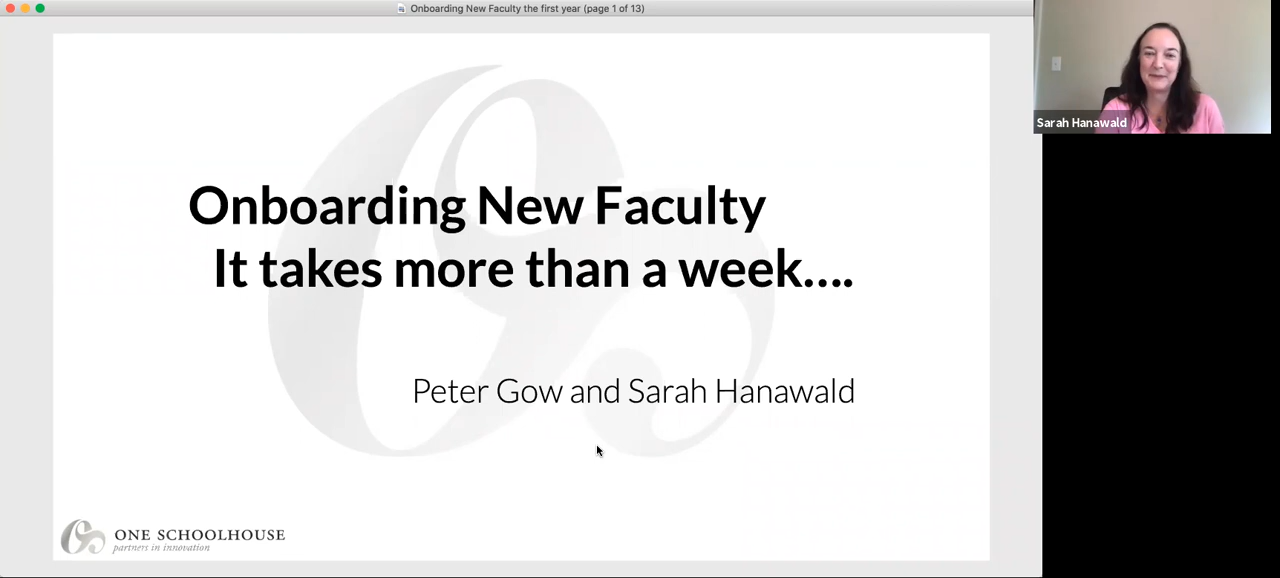 Onboarding New Faculty the first year (page 1 of 13)
Onboarding New Faculty
It takes more than a week....
Peter Gow and Sarah Hanawald
ONE SCHOOLHOUSE
partners in innovation
Sarah Hanawald